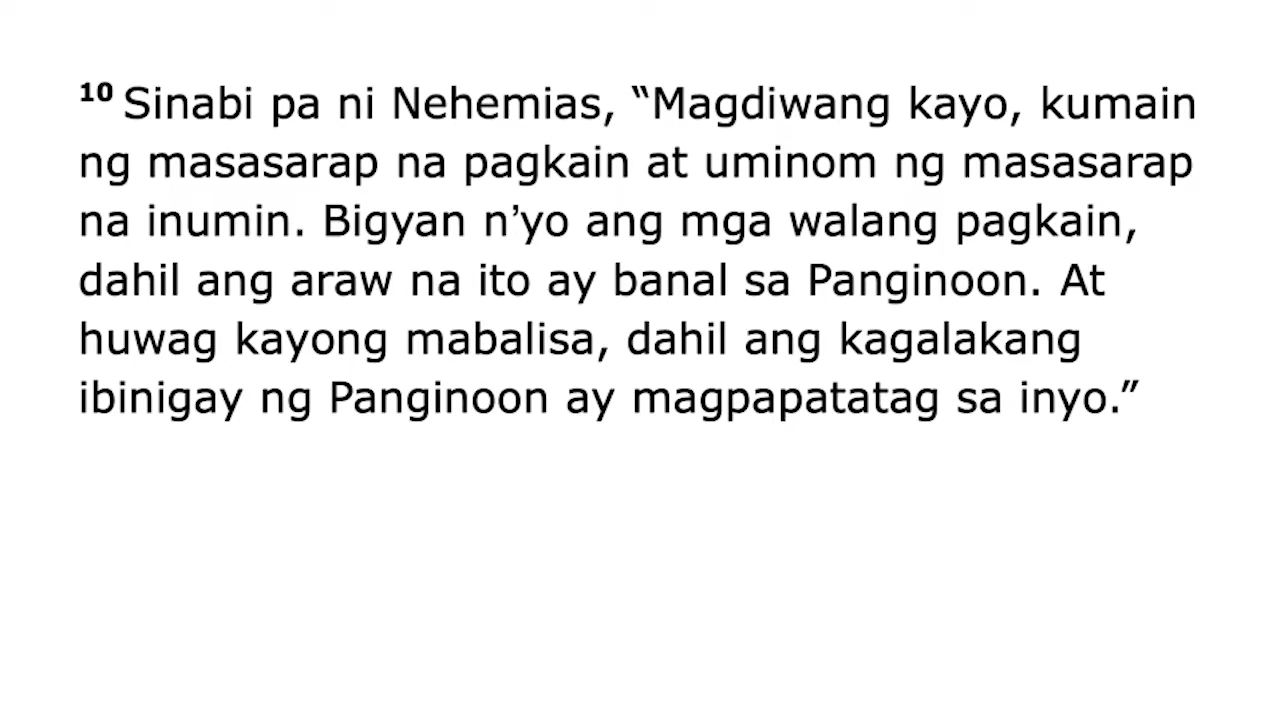 10 Sinabi pa ni Nehemias, “Magdiwang kayo, kumain
ng masasarap na pagkain at uminom ng masasarap
na inumin. Bigyan n’yo ang mga walang pagkain,
dahil ang araw na ito ay banal sa Panginoon. At
huwag kayong mabalisa, dahil ang kagalakang
ibinigay ng Panginoon ay magpapatatag sa inyo.”